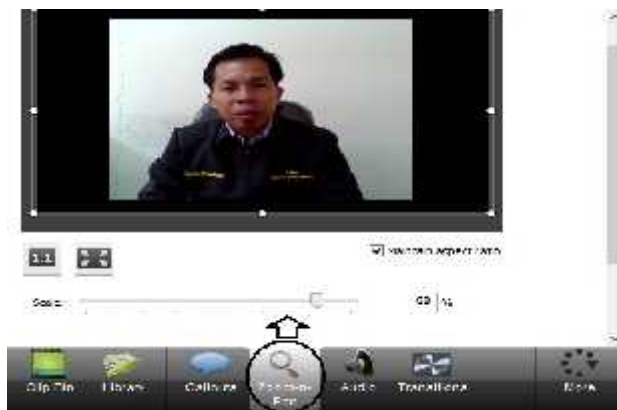 1:1
Maintain aspect ratio
Scale
%
Clip Bin
Library
Callouts
Zoom-n-
Pan
Audio
Transitions
More